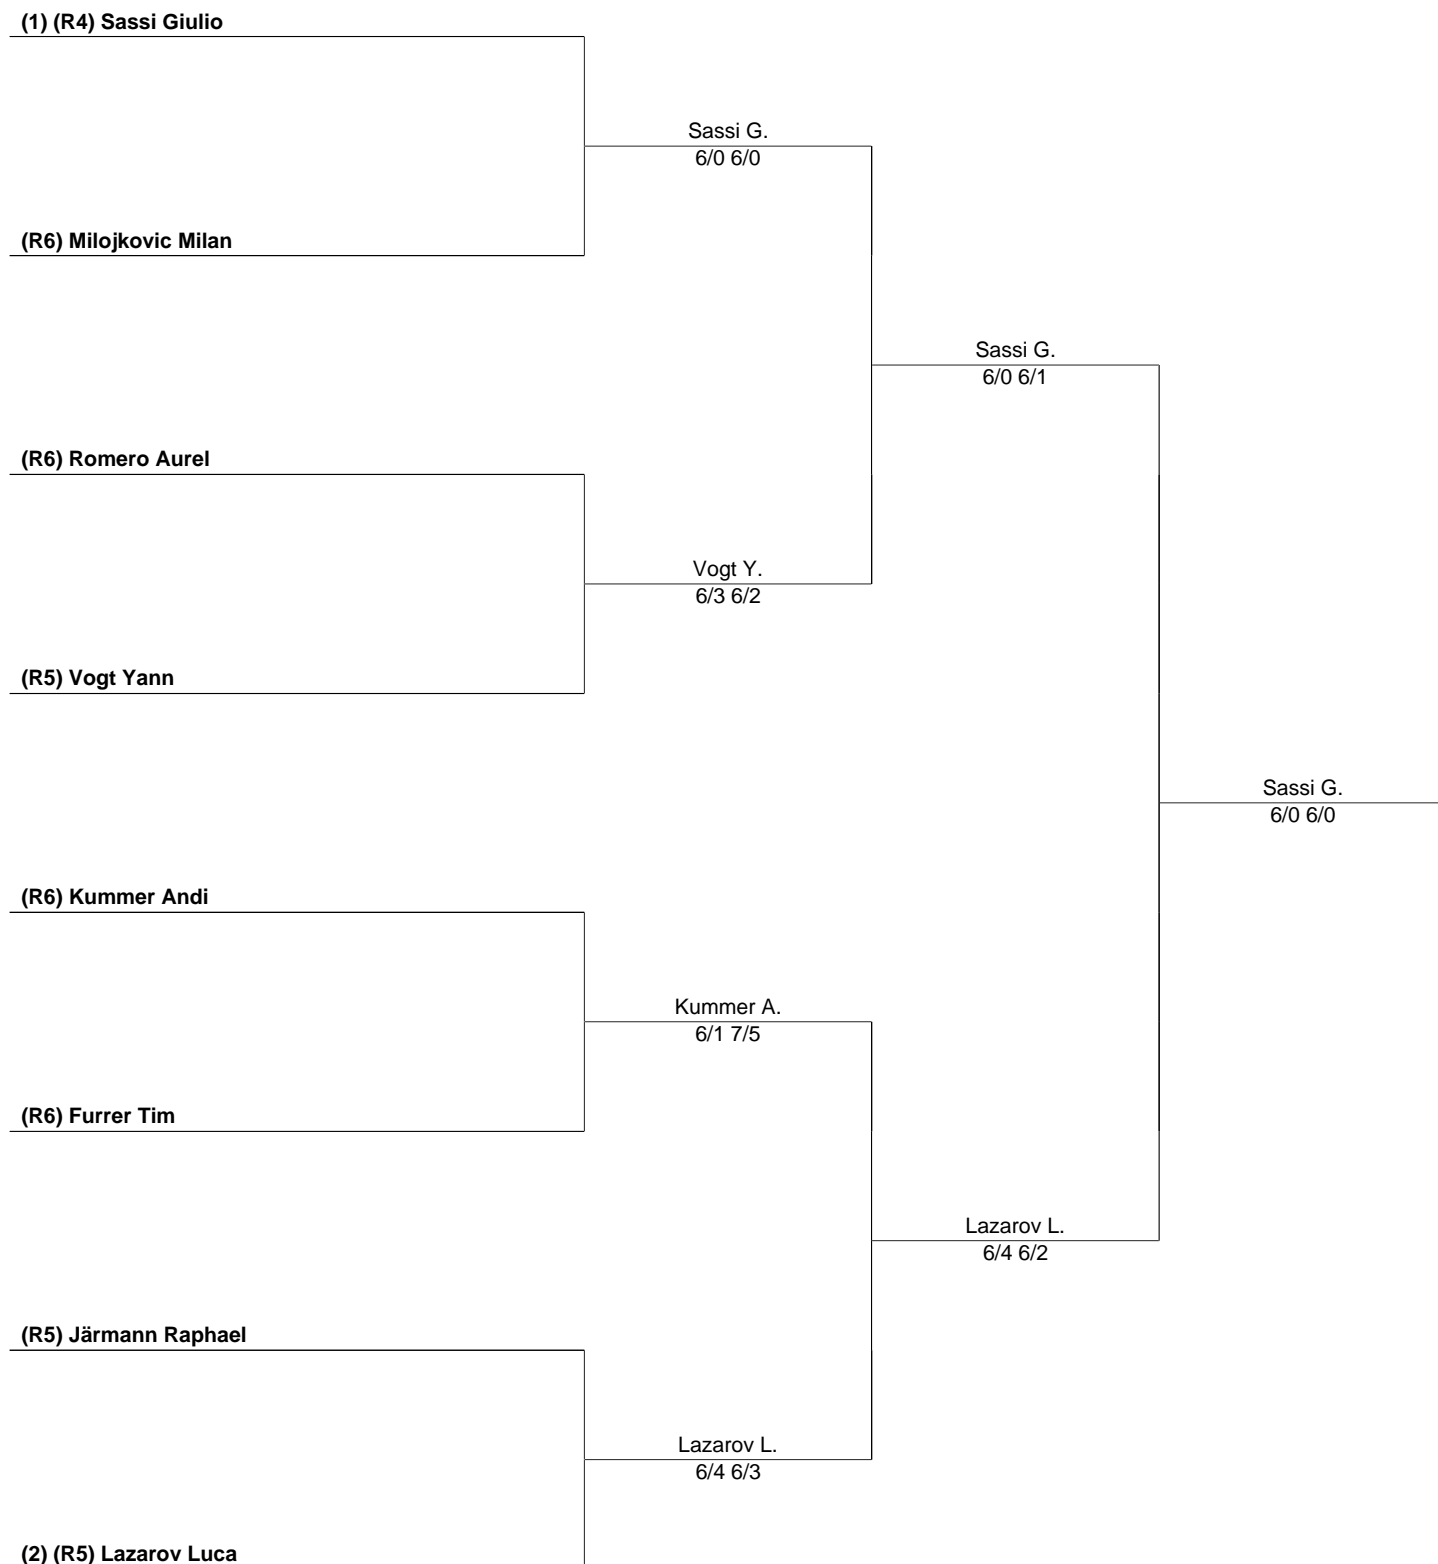 (1) (R4) Sassi Giulio
Sassi G.
6/0 6/0
(R6) Milojkovic Milan
Sassi G.
6/0 6/1
(R6) Romero Aurel
Vogt Y.
6/3 6/2
(R5) Vogt Yann
Sassi G.
6/0 6/0
(R6) Kummer Andi
Kummer A.
6/1 7/5
(R6) Furrer Tim
Lazarov L.
6/4 6/2
(R5) Järmann Raphael
Lazarov L.
6/4 6/3
(2) (R5) Lazarov Luca